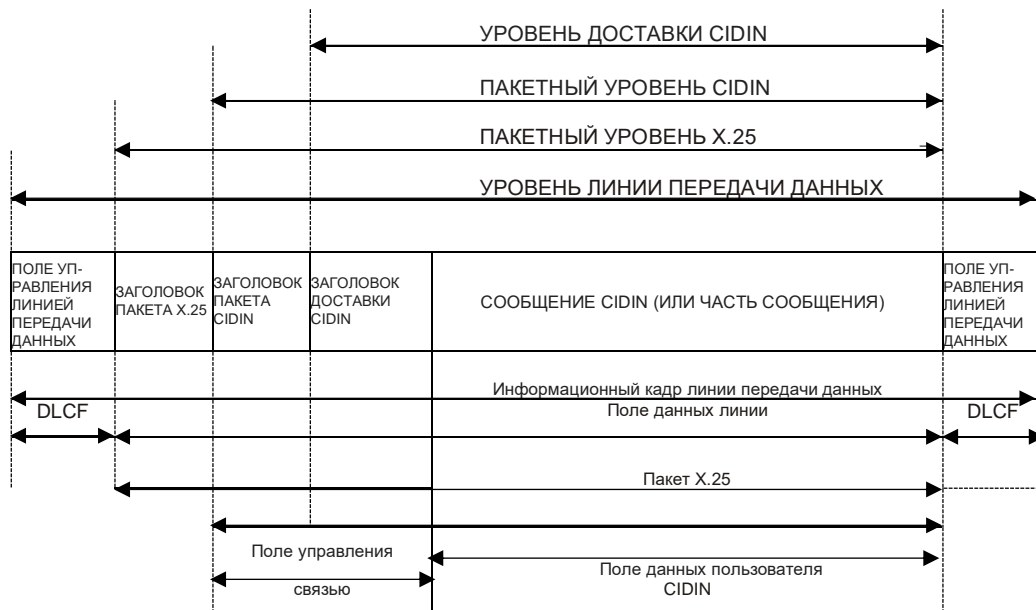 УРОВЕНЬ ДОСТАВКИ CIDIN
ПАКЕТНЫЙ УРОВЕНЬ CIDIN
ПАКЕТНЫЙ УРОВЕНЬ X.25
УРОВЕНЬ ЛИНИИ ПЕРЕДАЧИ ДАННЫХ
ПОЛЕ УП-
РАВЛЕНИЯ
ЛИНИЕЙ
ПЕРЕДАЧИ
ДАННЫХ
ЗАГОЛОВОК
ПАКЕТА X.25
ЗАГОЛОВОК
ПАКЕТА
CIDIN
ЗАГОЛОВОК
ДОСТАВКИ
CIDIN
СООБЩЕНИЕ CIDIN (ИЛИ ЧАСТЬ СООБЩЕНИЯ)
ПОЛЕ УП-
РАВЛЕНИЯ
ЛИНИЕЙ
ПЕРЕДАЧИ
ДАННЫХ
Информационный кадр линии передачи данных
DLCF
Поле данных линии
DLCF
Пакет X.25
Поле управления
связью
Поле данных пользователя
CIDIN